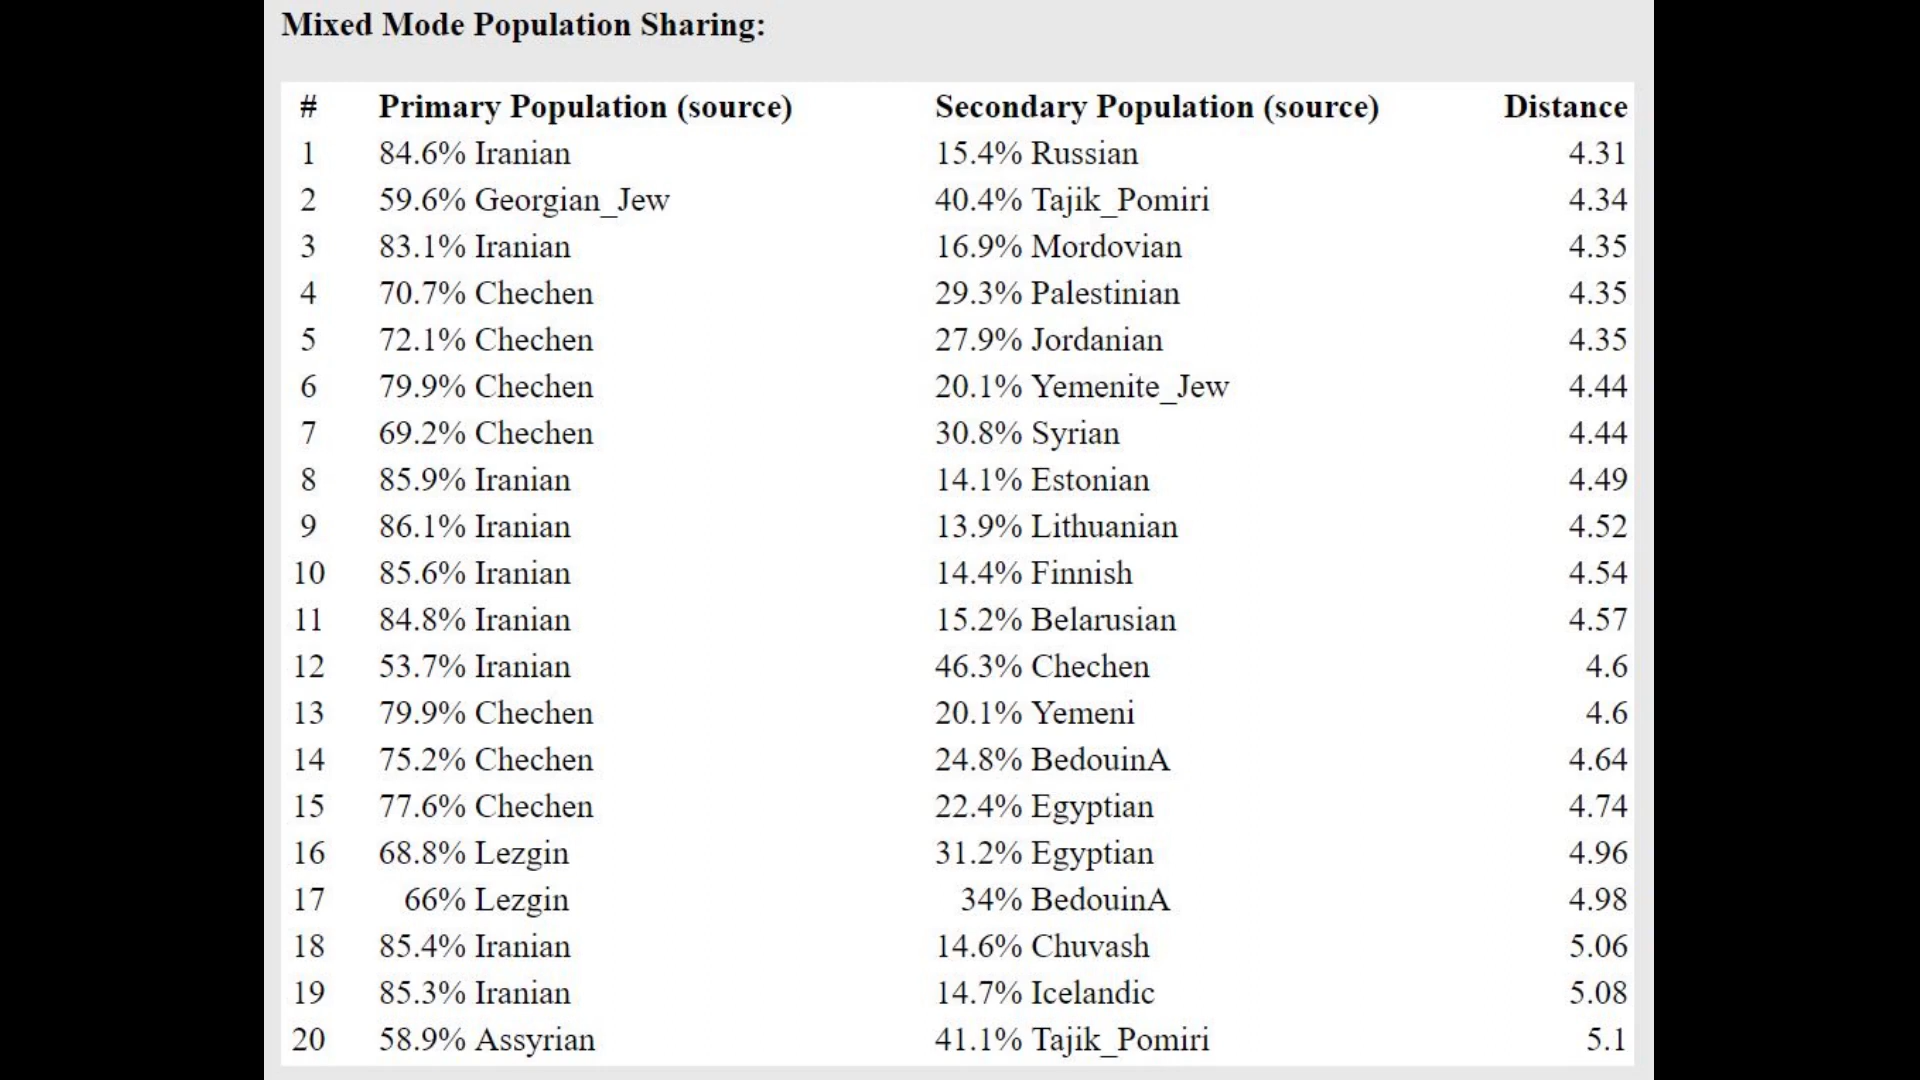 Mixed Mode Population Sharing:
# Primary Population (source) Secondary Population (source) Distance
1 84.6% Iranian 15.4% Russian 4.31
2 59.6% Georgian_Jew 40.4% Tajik_Pomiri 4.34
3 83.1% Iranian 16.9% Mordovian 4.35
4 70.7% Chechen 29.3% Palestinian 4.35
5 72.1% Chechen 27.9% Jordanian 4.35
6 79.9% Chechen 20.1% Yemenite_Jew 4.44
7 69.2% Chechen 30.8% Syrian 4.44
8 85.9% Iranian 14.1% Estonian 4.49
9 86.1% Iranian 13.9% Lithuanian 4.52
10 85.6% Iranian 14.4% Finnish 4.54
11 84.8% Iranian 15.2% Belarusian 4.57
12 53.7% Iranian 46.3% Chechen 4.6
13 79.9% Chechen 20.1% Yemeni 4.6
14 75.2% Chechen 24.8% BedouinA 4.64
15 77.6% Chechen 22.4% Egyptian 4.74
16 68.8% Lezgin 31.2% Egyptian 4.96
17 66% Lezgin 34% BedouinA 4.98
18 85.4% Iranian 14.6% Chuvash 5.06
19 85.3% Iranian 14.7% Icelandic 5.08
20 58.9% Assyrian 41.1% Tajik_Pomiri 5.1